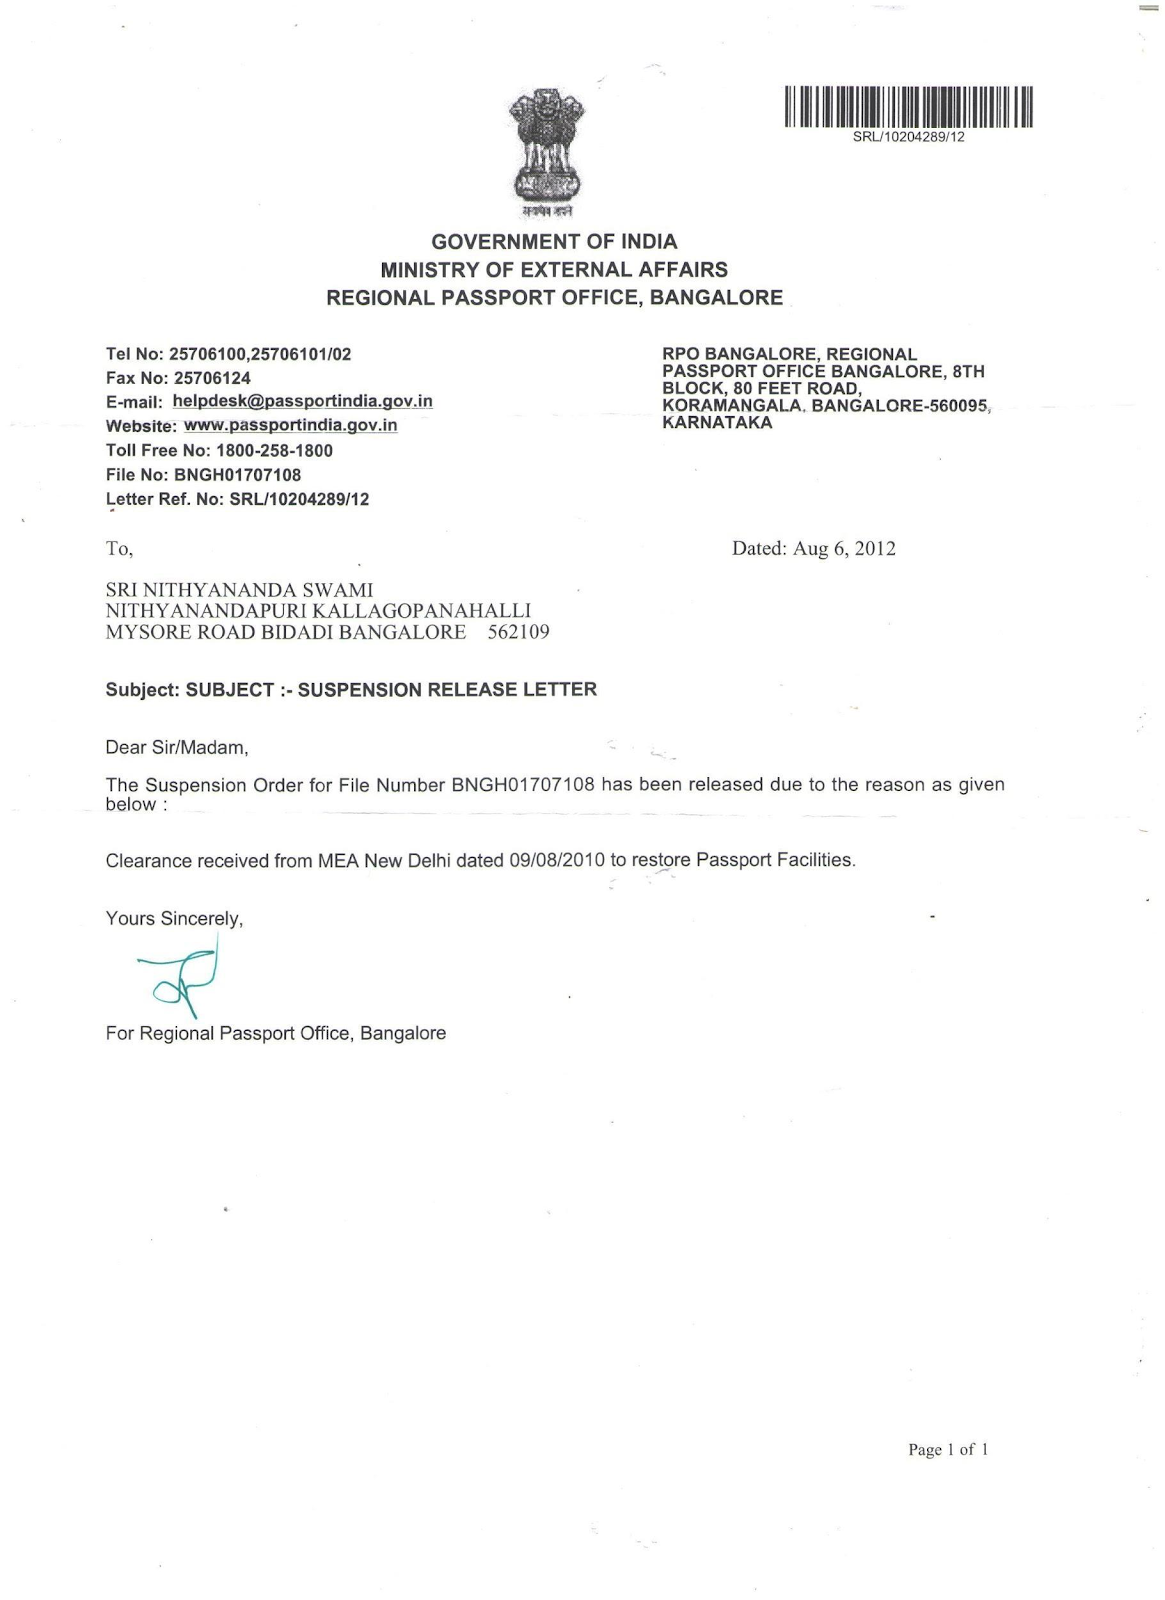 SRL/10204289/12
सत्यमेव जयते
GOVERNMENT OF INDIA
MINISTRY OF EXTERNAL AFFAIRS
REGIONAL PASSPORT OFFICE, BANGALORE
Tel No: 25706100,25706101/02
Fax No: 25706124
E-mail: helpdesk@passportindia.gov.in
Website: www.passportindia.gov.in
Toll Free No: 1800-258-1800
File No: BNGH01707108
Letter Ref. No: SRL/10204289/12
RPO BANGALORE, REGIONAL
PASSPORT OFFICE BANGALORE, 8TH
BLOCK, 80 FEET ROAD,
KORAMANGALA. BANGALORE-560095,
KARNATAKA
To,
Dated: Aug 6, 2012
SRI NITHYANANDA SWAMI
NITHYANANDAPURI KALLAGOPANAHALLI
MYSORE ROAD BIDADI BANGALORE 562109
Subject: SUBJECT :- SUSPENSION RELEASE LETTER
Dear Sir/Madam,
The Suspension Order for File Number BNGH01707108 has been released due to the reason as given
below :
Clearance received from MEA New Delhi dated 09/08/2010 to restore Passport Facilities.
Yours Sincerely,
For Regional Passport Office, Bangalore
Page 1 of 1